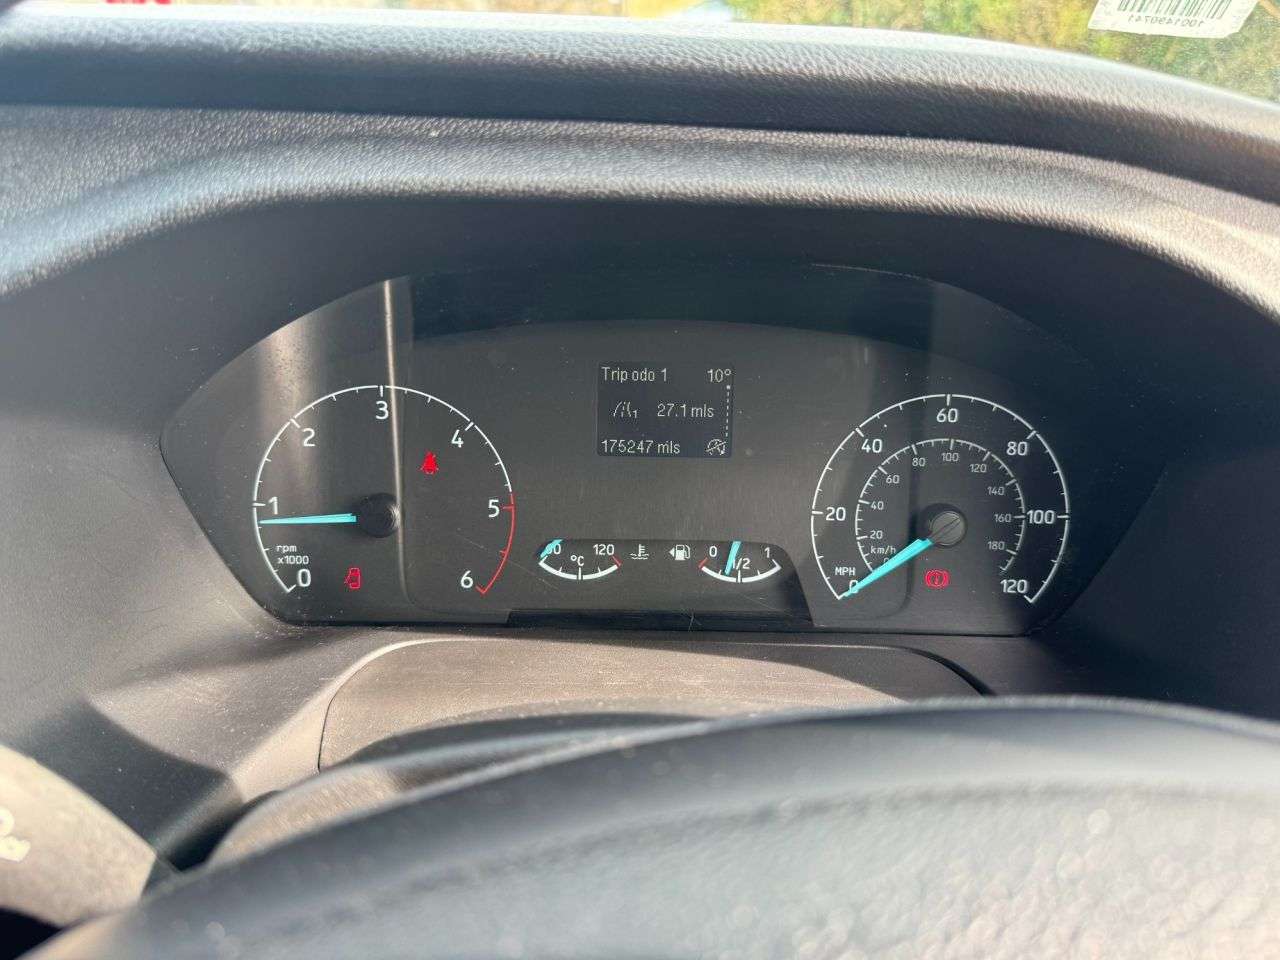 1001490741
Trip odo 1 10°
1 27.1 mls
175247 mls
0 1 2 3 4 5 6
rpm
x1000
120
°C
0 1/2 1
0 20 40 60 80 100 120
MPH
20 40 60 80 100 120 140 160 180
km/h